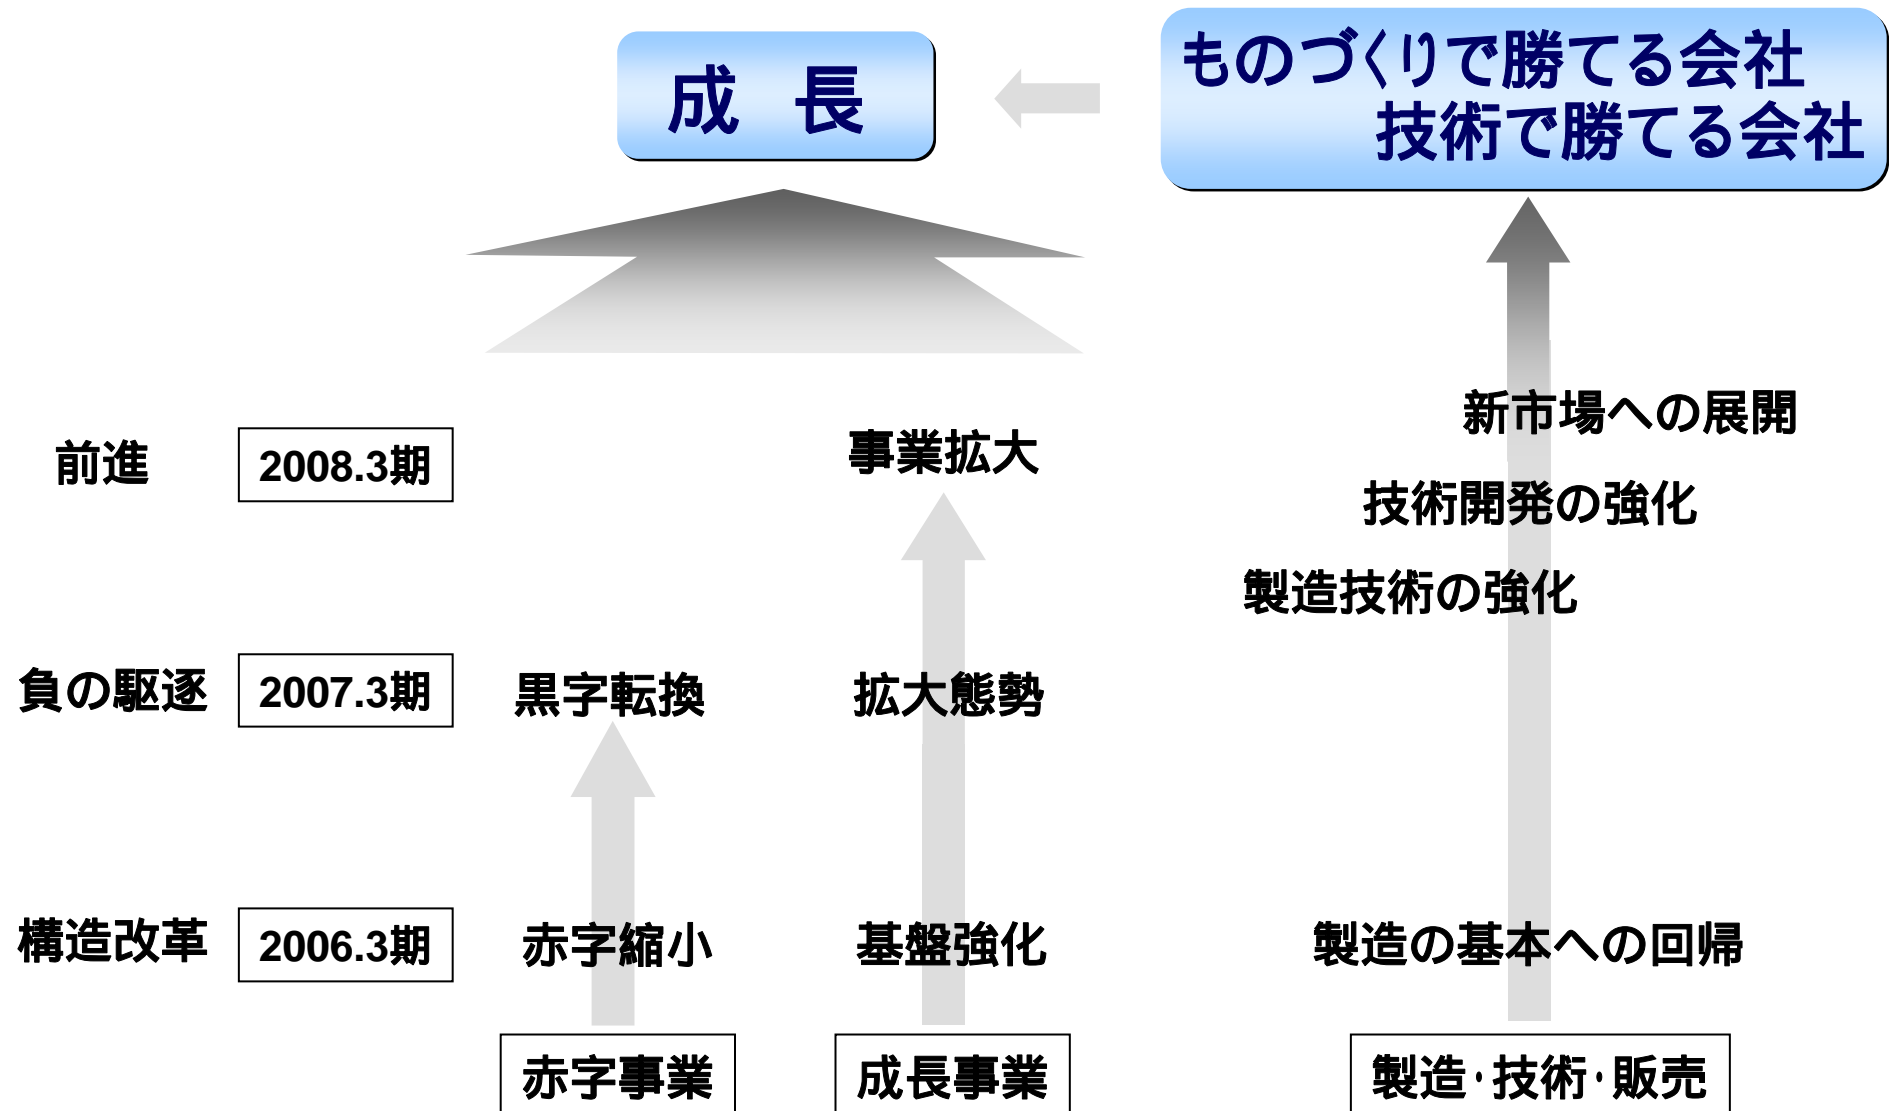 成 長
ものづくりで勝てる会社
技術で勝てる会社
新市場への展開
前進
2008.3期
事業拡大
技術開発の強化
製造技術の強化
負の駆逐
2007.3期
黒字転換
拡大態勢
構造改革
2006.3期
赤字縮小
基盤強化
製造の基本への回帰
赤字事業
成長事業
製造・技術・販売